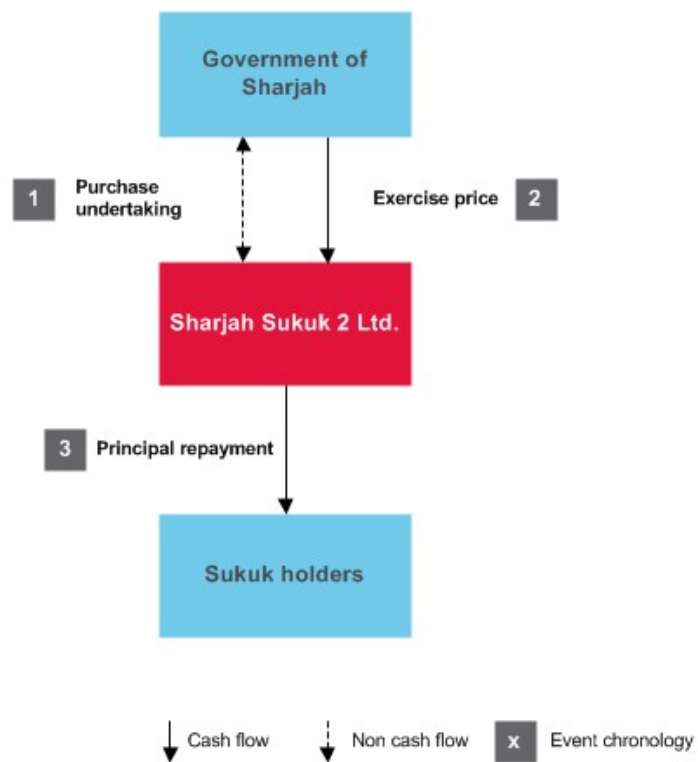 Government of
Sharjah
1
Purchase
undertaking
Exercise price
2
Sharjah Sukuk 2 Ltd.
3
Principal repayment
Sukuk holders
Cash flow
Non cash flow
x
Event chronology